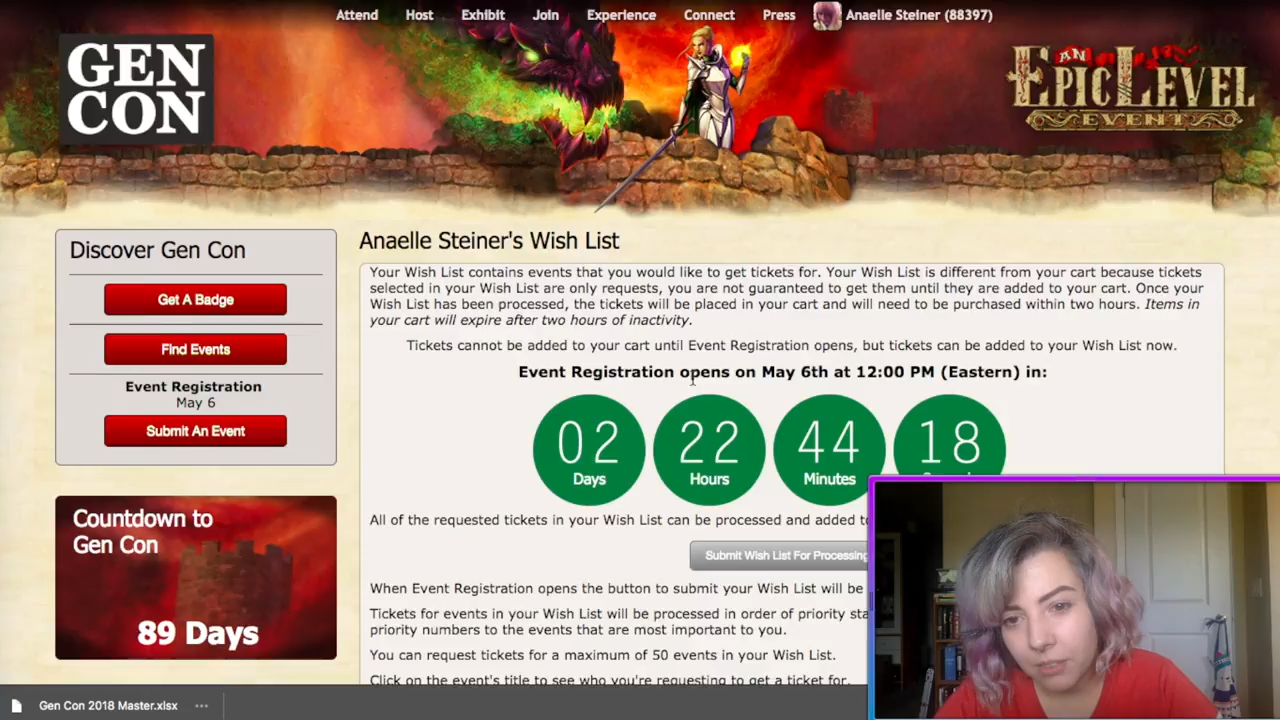 Attend Host Exhibit Join Experience Connect Press Anaelle Steiner (88397)
GEN
CON
AN
EPIC LEVEL
EVENT
Discover Gen Con
Get A Badge
Find Events
Event Registration
May 6
Submit An Event
Countdown to
Gen Con
89 Days
Anaelle Steiner's Wish List
Your Wish List contains events that you would like to get tickets for. Your Wish List is different from your cart because tickets
selected in your Wish List are only requests, you are not guaranteed to get them until they are added to your cart. Once your
Wish List has been processed, the tickets will be placed in your cart and will need to be purchased within two hours. Items in
your cart will expire after two hours of inactivity.
Tickets cannot be added to your cart until Event Registration opens, but tickets can be added to your Wish List now.
Event Registration opens on May 6th at 12:00 PM (Eastern) in:
02 22 44 18
Days Hours Minutes
All of the requested tickets in your Wish List can be processed and added to
Submit Wish List For Processing
When Event Registration opens the button to submit your Wish List will be
Tickets for events in your Wish List will be processed in order of priority
priority numbers to the events that are most important to you.
You can request tickets for a maximum of 50 events in your Wish List.
Click on the event's title to see who you're requesting to get a ticket for.
Gen Con 2018 Master.xlsx